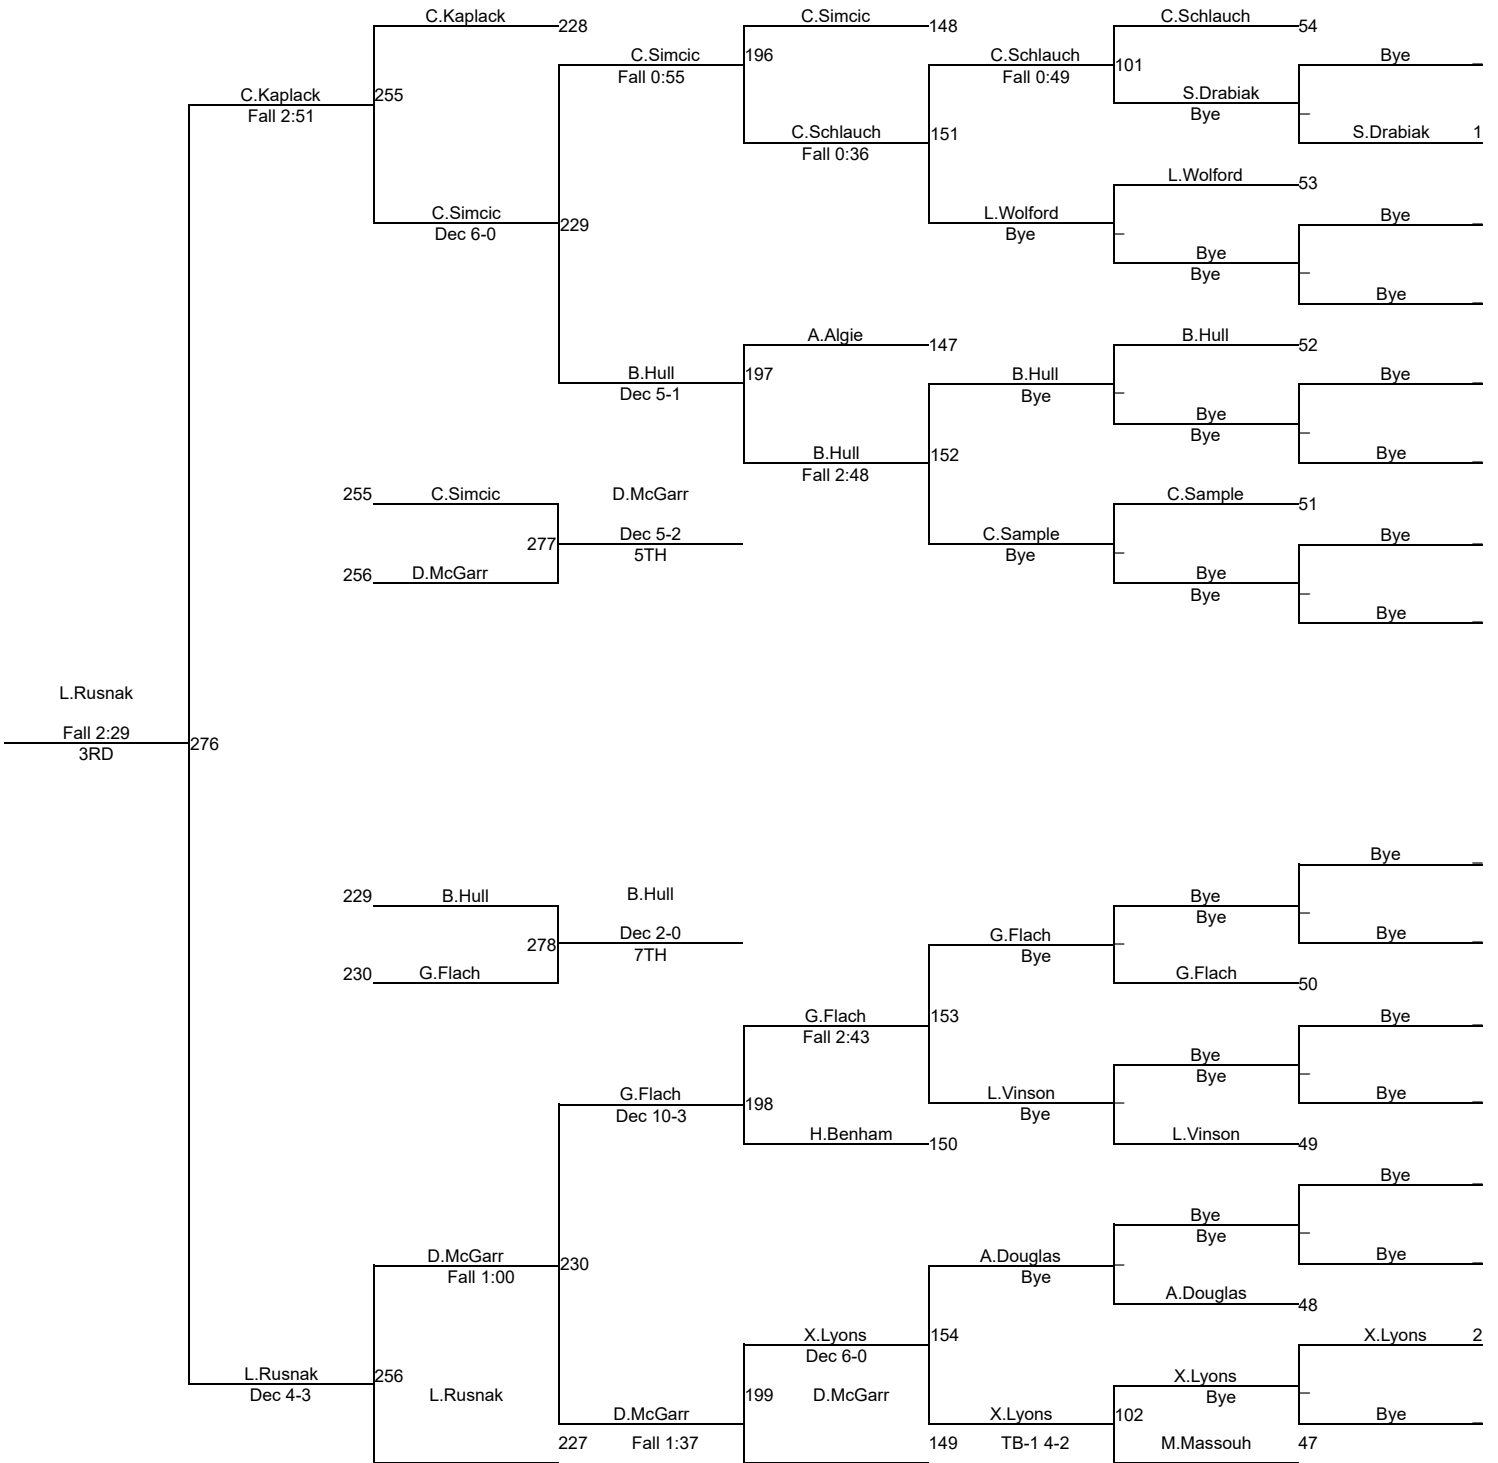 C.Kaplack 228 C.Simcic 148 C.Schlauch 54
C.Simcic 196 C.Schlauch Bye
Fall 0:55 Fall 0:49 101
C.Kaplack 255 S.Drabiak
Fall 2:51 Bye
C.Schlauch 151 S.Drabiak 1
Fall 0:36
L.Wolford 53
C.Simcic 229 L.Wolford Bye
Dec 6-0 Bye
Bye
Bye
Bye
A.Algie 147 B.Hull 52
B.Hull 197 B.Hull Bye
Dec 5-1 Bye
Bye
Bye
B.Hull 152 Bye
Fall 2:48
255 C.Simcic D.McGarr C.Sample 51
277 Dec 5-2 C.Sample Bye
5TH Bye
256 D.McGarr Bye
Bye
Bye
L.Rusnak
Fall 2:29 276
3RD
Bye
229 B.Hull B.Hull Bye
Bye
278 Dec 2-0 G.Flach Bye
7TH Bye
230 G.Flach G.Flach 50
G.Flach 153 Bye
Fall 2:43
Bye
Bye
G.Flach 198 L.Vinson Bye
Dec 10-3 Bye
H.Benham 150 L.Vinson 49
Bye
Bye
Bye
D.McGarr 230 A.Douglas Bye
Fall 1:00 Bye
A.Douglas 48
X.Lyons 154 X.Lyons 2
Dec 6-0
L.Rusnak 256 X.Lyons
Dec 4-3 L.Rusnak 199 D.McGarr Bye
D.McGarr X.Lyons 102 Bye
227 Fall 1:37 149 TB-1 4-2 M.Massouh 47